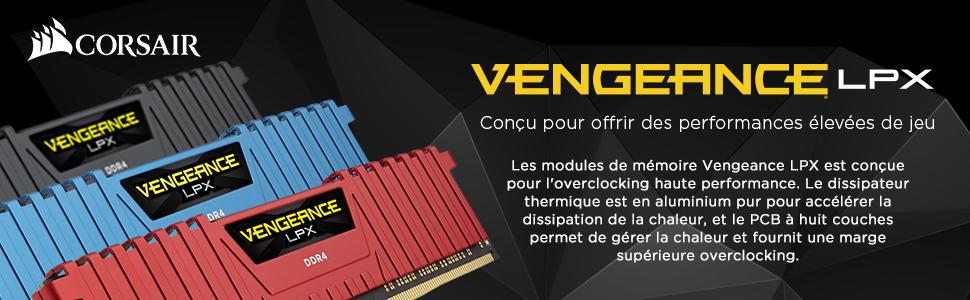 CORSAIR
VENGEANCE LPX
Conçu pour offrir des performances élevées de jeu
Les modules de mémoire Vengeance LPX est conçue
pour l'overclocking haute performance. Le dissipateur
thermique est en aluminium pur pour accélérer la
dissipation de la chaleur, et le PCB à huit couches
permet de gérer la chaleur et fournit une marge
supérieure overclocking.
VENGEANCE
LPX
DDR4
VENGEANCE
LPX
DR4
VENGEANCE
LPX
DDR4